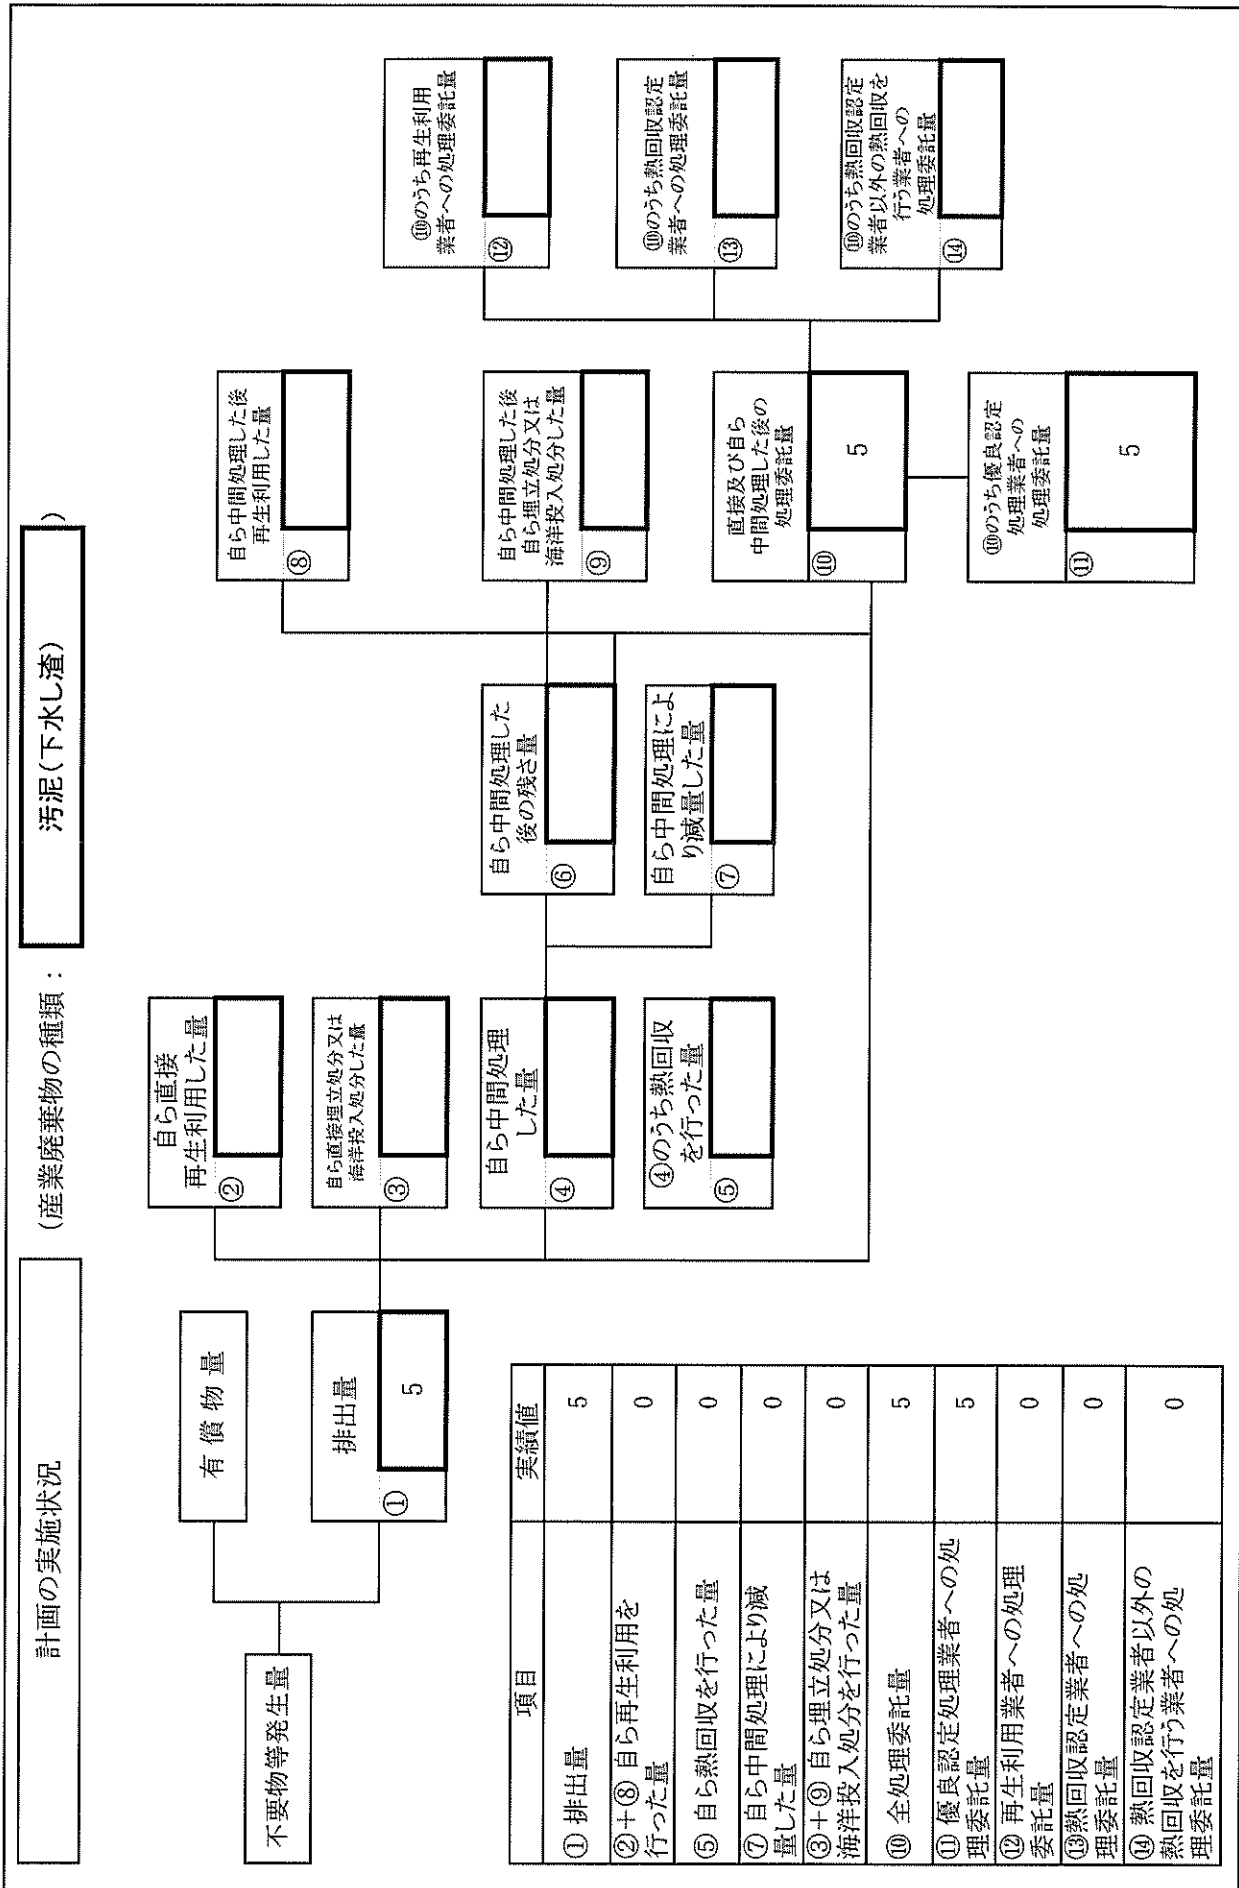 計画の実施状況
(産業廃棄物の種類：
汚泥(下水し渣)
)
不要物等発生量
有償物量
排出量
①
5
自ら直接
再生利用した量
②
自ら直接埋立処分又は
海洋投入処分した量
③
自ら中間処理
した量
④
④のうち熱回収
を行った量
⑤
自ら中間処理した
後の残さ量
⑥
自ら中間処理によ
り減量した量
⑦
自ら中間処理した後
再生利用した量
⑧
自ら中間処理した後
自ら埋立処分又は
海洋投入処分した量
⑨
直接及び自ら
中間処理した後の
処理委託量
⑩
5
⑩のうち優良認定
処理業者への
処理委託量
⑪
5
⑩のうち再生利用
業者への処理委託量
⑫
⑩のうち熱回収認定
業者への処理委託量
⑬
⑩のうち熱回収認定
業者以外の熱回収を
行う業者への
処理委託量
⑭
項目 実績値
① 排出量 5
②＋⑧ 自ら再生利用を
行った量 0
⑤ 自ら熱回収を行った量 0
⑦ 自ら中間処理により減
量した量 0
③＋⑨ 自ら埋立処分又は
海洋投入処分を行った量 0
⑩ 全処理委託量 5
⑪ 優良認定処理業者への処
理委託量 5
⑫ 再生利用業者への処理
委託量 0
⑬熱回収認定業者への処
理委託量 0
⑭ 熱回収認定業者以外の
熱回収を行う業者への処
理委託量 0